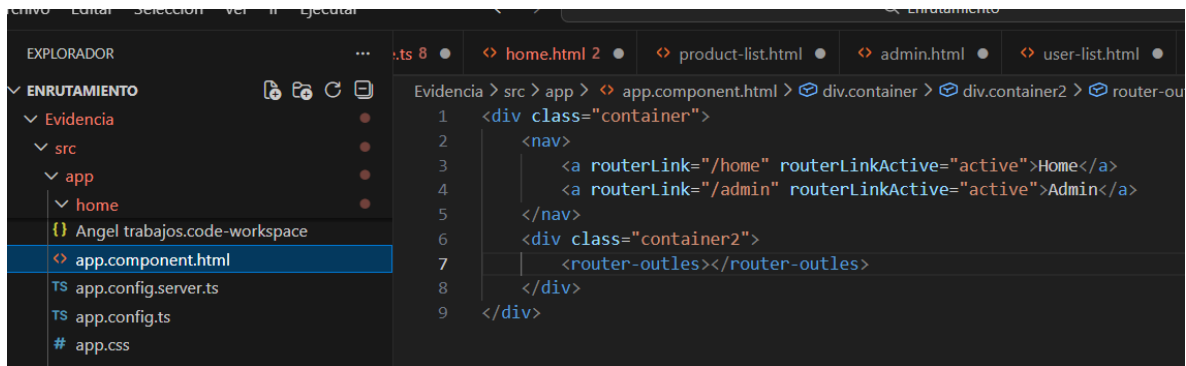 Archivo Editar Selección Ver Ir Ejecutar
Enrutamiento
EXPLORADOR
.ts 8 home.html 2 product-list.html admin.html user-list.html
ENRUTAMIENTO
Evidencia > src > app > app.component.html > div.container > div.container2 > router-ou
Evidencia
src
app
home
{} Angel trabajos.code-workspace
<> app.component.html
TS app.config.server.ts
TS app.config.ts
# app.css
1 <div class="container">
2 <nav>
3 <a routerLink="/home" routerLinkActive="active">Home</a>
4 <a routerLink="/admin" routerLinkActive="active">Admin</a>
5 </nav>
6 <div class="container2">
7 <router-outles></router-outles>
8 </div>
9 </div>